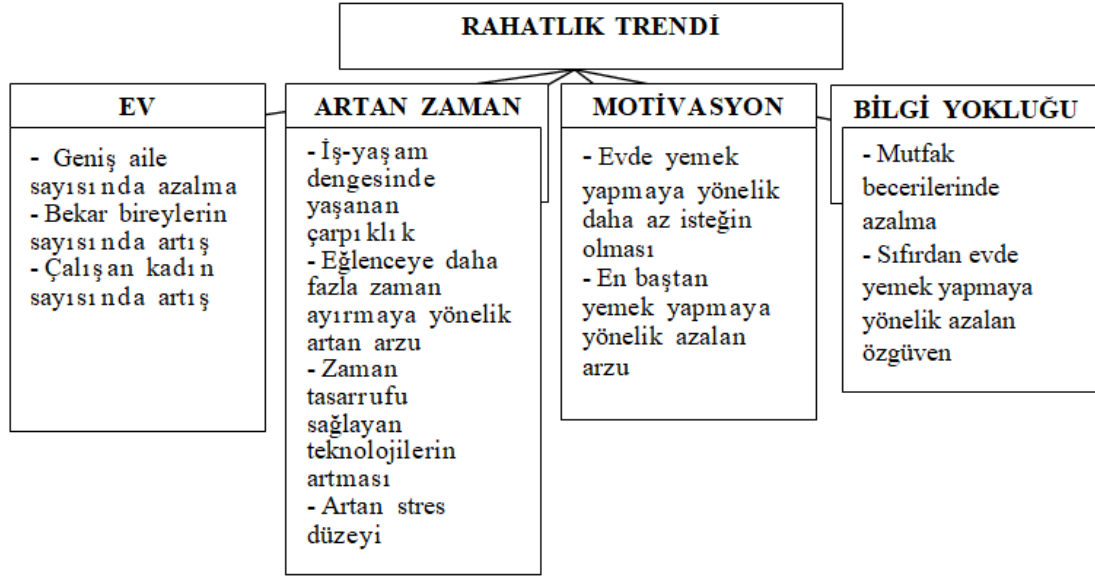 RAHATLIK TRENDİ
EV
- Geniş aile
sayısında azalma
- Bekar bireylerin
sayısında artış
- Çalışan kadın
sayısında artış
ARTAN ZAMAN
- İş-yaşam
dengesinde
yaşanan
çarpıklık
- Eğlenceye daha
fazla zaman
ayırmaya yönelik
artan arzu
- Zaman
tasarrufu
sağlayan
teknolojilerin
artması
- Artan stres
düzeyi
MOTİVASYON
- Evde yemek
yapmaya yönelik
daha az isteğin
olması
- En baştan
yemek yapmaya
yönelik azalan
arzu
BİLGİ YOKLUĞU
- Mutfak
becerilerinde
azalma
- Sıfırdan evde
yemek yapmaya
yönelik azalan
özgüven